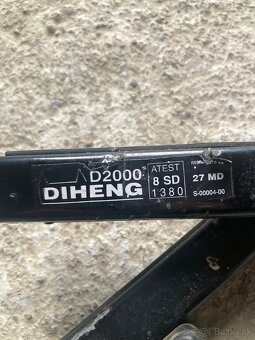 D2000
DIHENG
ATEST
8 SD
1380
27 MD
S-00004-00